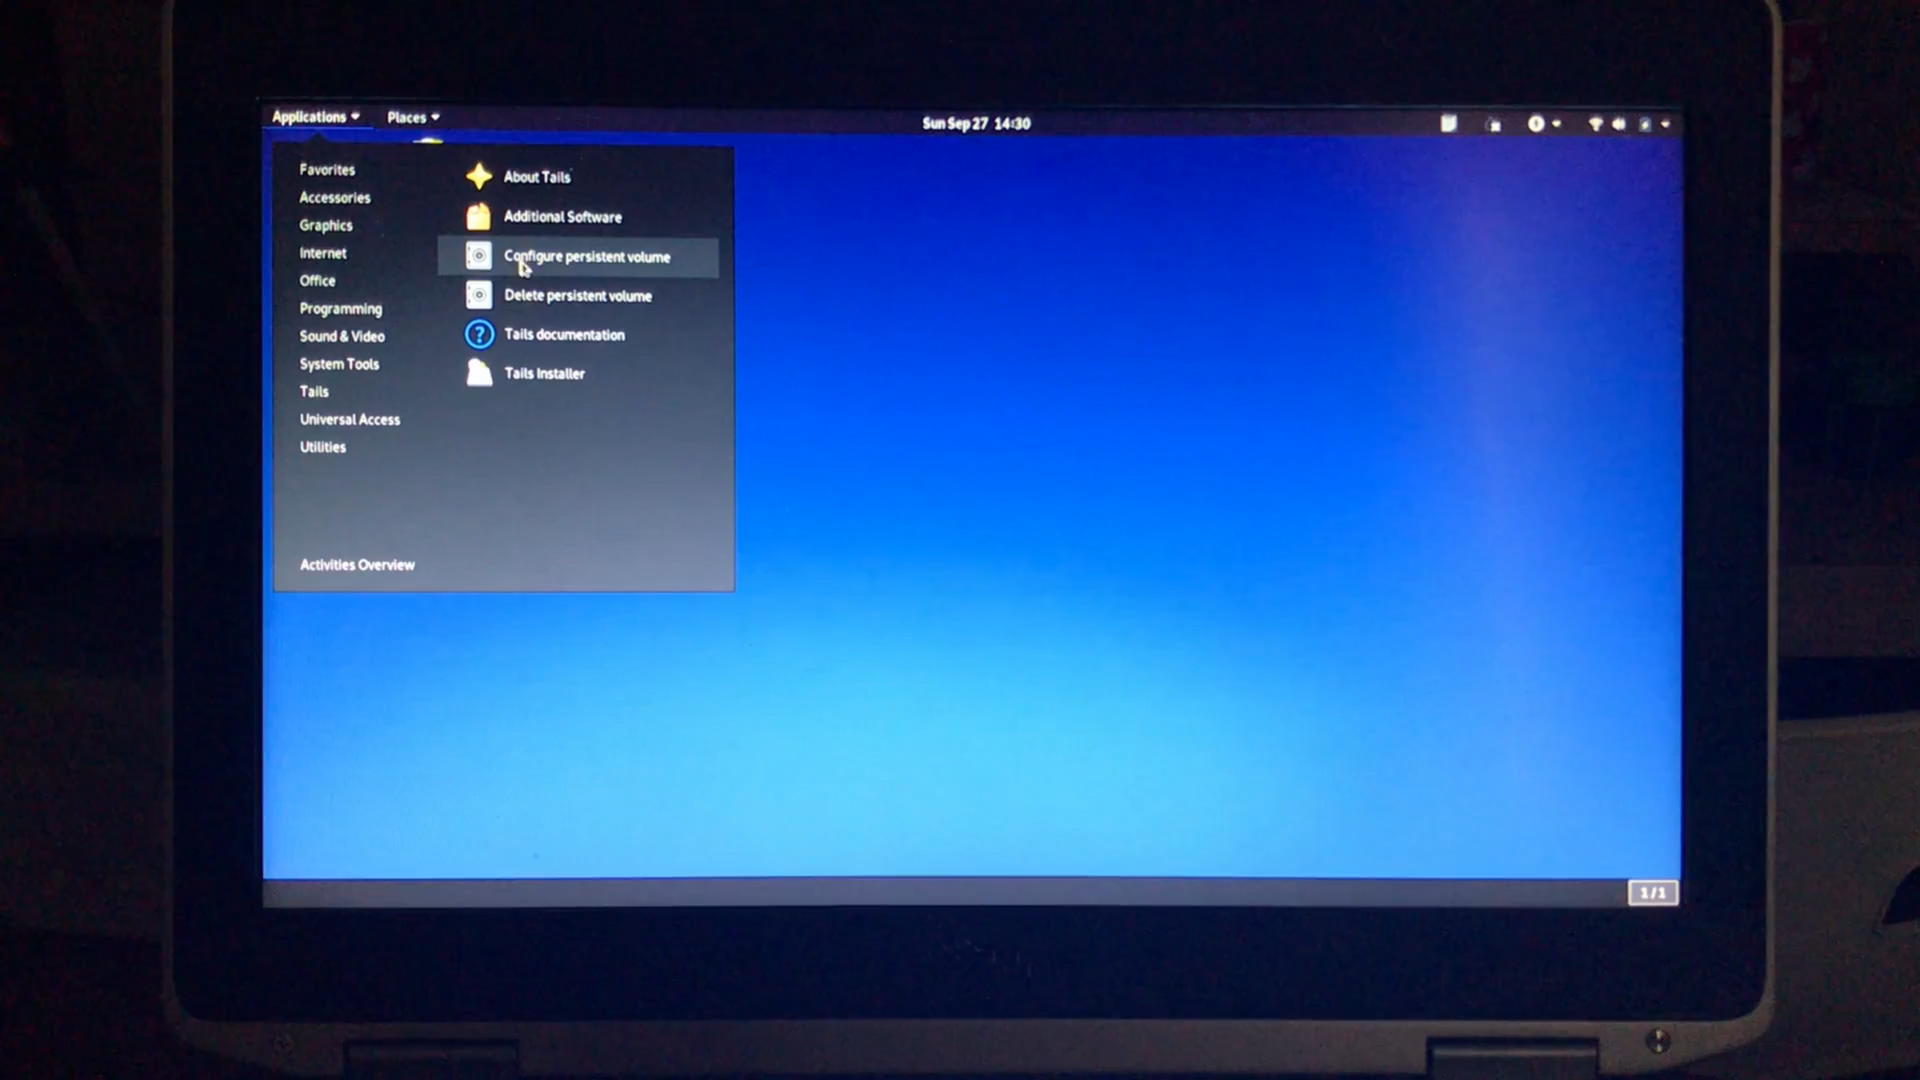 Applications Places
Sun Sep 27 14:30
Favorites
Accessories
Graphics
Internet
Office
Programming
Sound & Video
System Tools
Tails
Universal Access
Utilities
Activities Overview
About Tails
Additional Software
Configure persistent volume
Delete persistent volume
Tails documentation
Tails Installer
1/1